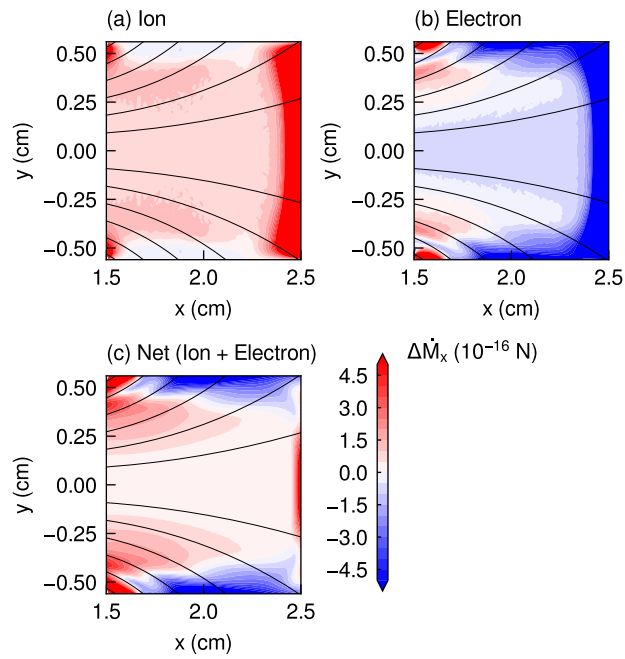 (a) Ion
(b) Electron
0.50
0.25
0.00
−0.25
−0.50
y (cm)
1.5 2.0 2.5
x (cm)
0.50
0.25
0.00
−0.25
−0.50
y (cm)
1.5 2.0 2.5
x (cm)
(c) Net (Ion + Electron)
ΔṀₓ (10⁻¹⁶ N)
0.50
0.25
0.00
−0.25
−0.50
y (cm)
1.5 2.0 2.5
x (cm)
4.5
3.0
1.5
0.0
−1.5
−3.0
−4.5